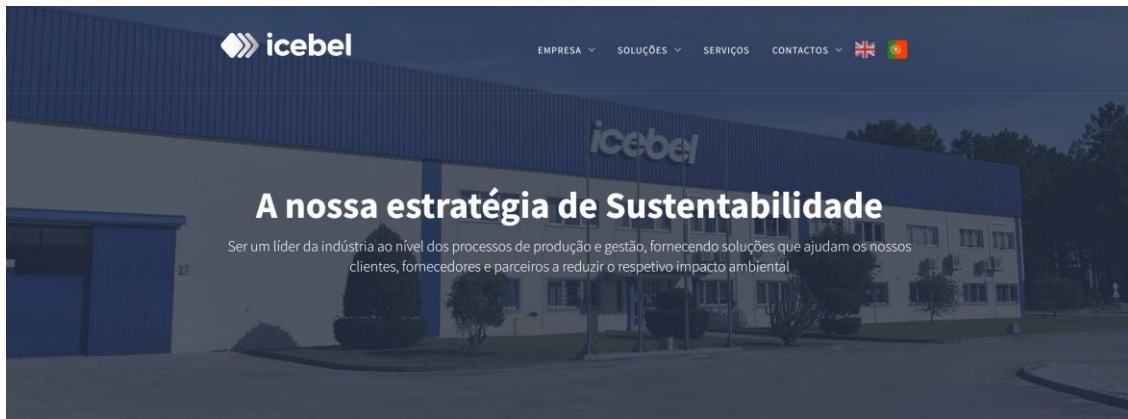 icebel
EMPRESA
SOLUÇÕES
SERVIÇOS
CONTACTOS
icebel
A nossa estratégia de Sustentabilidade
Ser um líder da indústria ao nível dos processos de produção e gestão, fornecendo soluções que ajudam os nossos
clientes, fornecedores e parceiros a reduzir o respetivo impacto ambiental